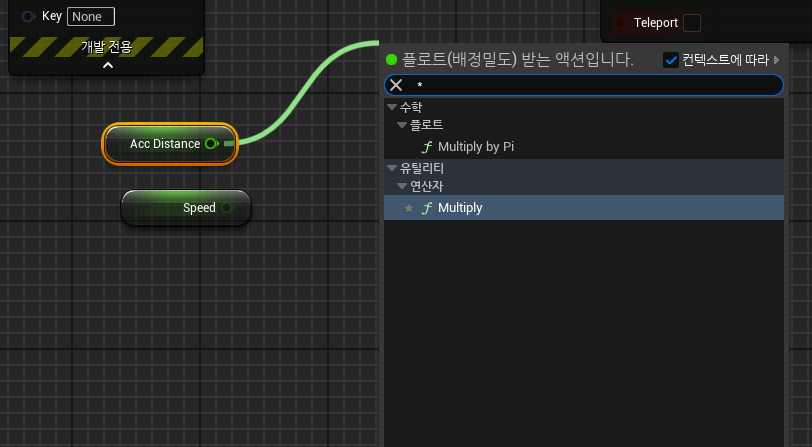 Key None
개발 전용
Teleport
플로트(배정밀도) 받는 액션입니다.
컨텍스트에 따라
*
수학
플로트
Multiply by Pi
유틸리티
연산자
Multiply
Acc Distance
Speed